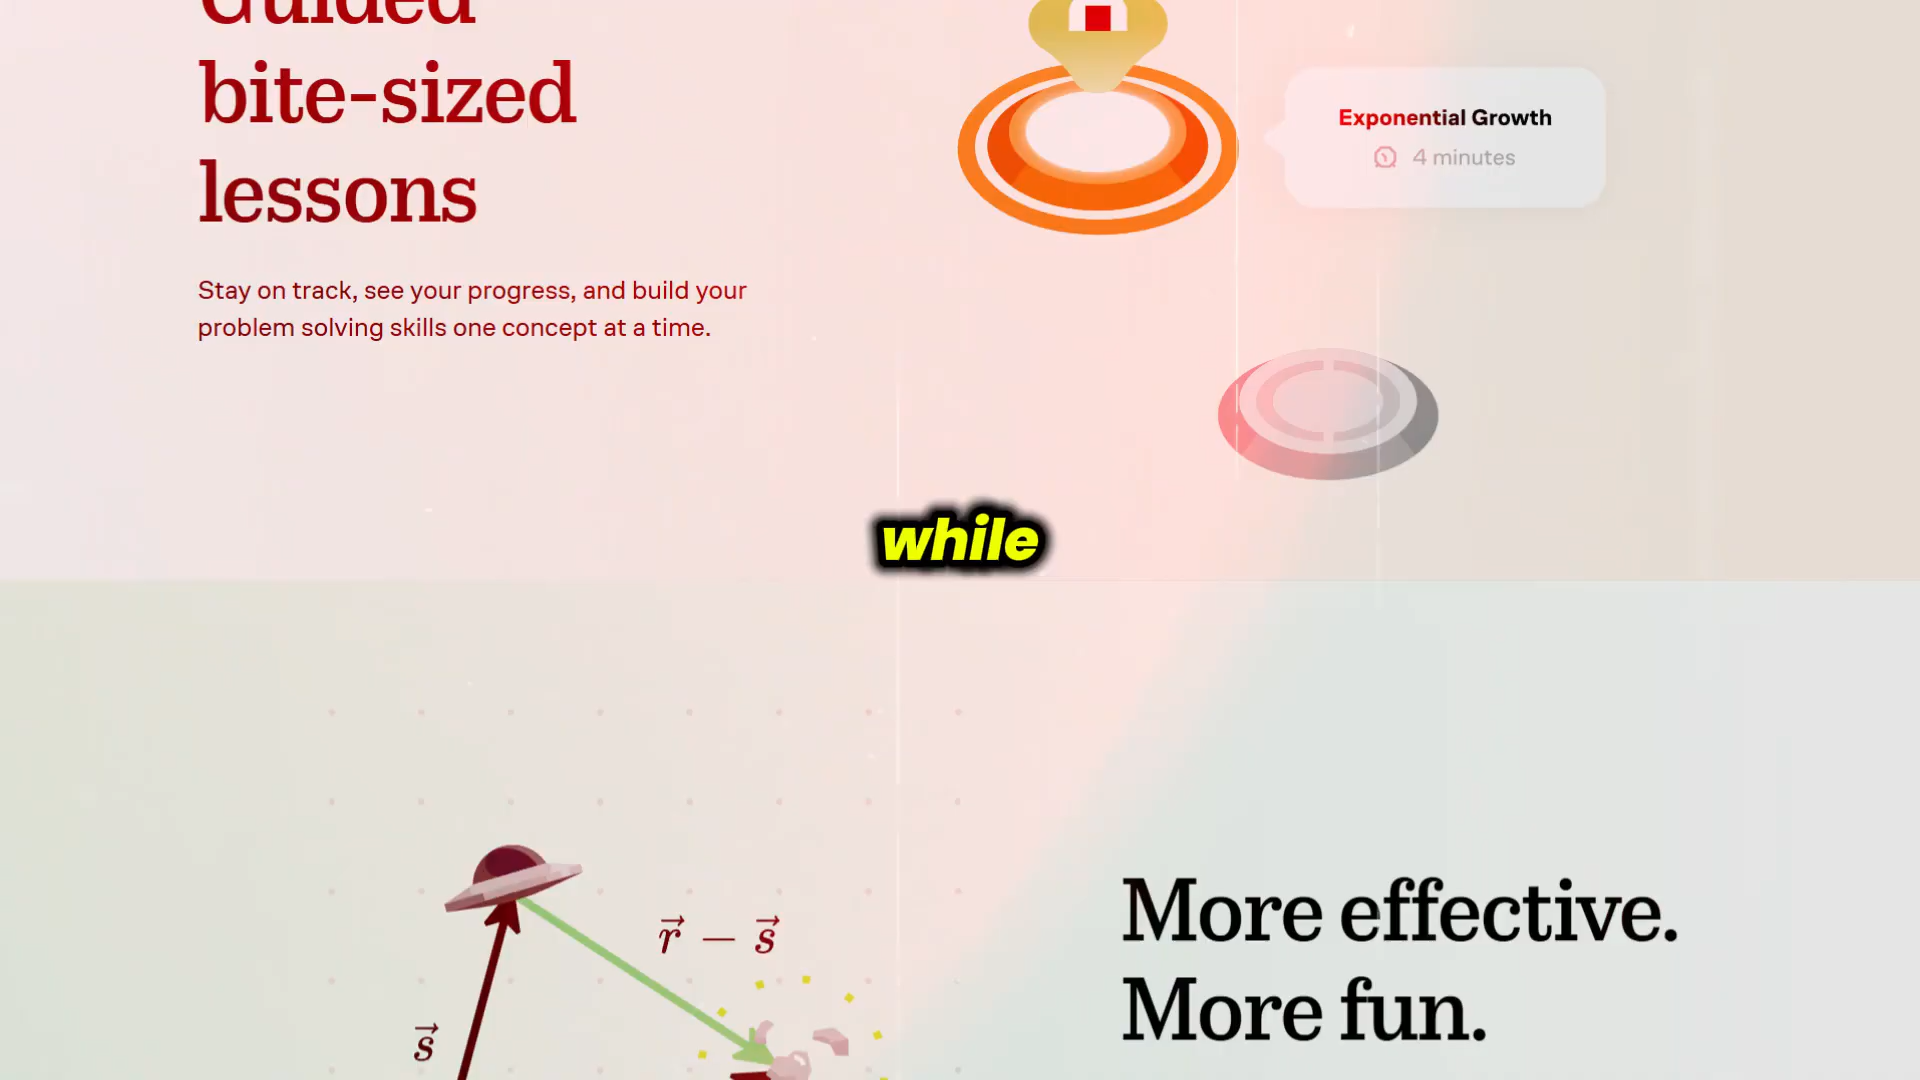 Guided
bite-sized
lessons
Stay on track, see your progress, and build your
problem solving skills one concept at a time.
Exponential Growth
4 minutes
while
r⃗ − s⃗
s⃗
More effective.
More fun.